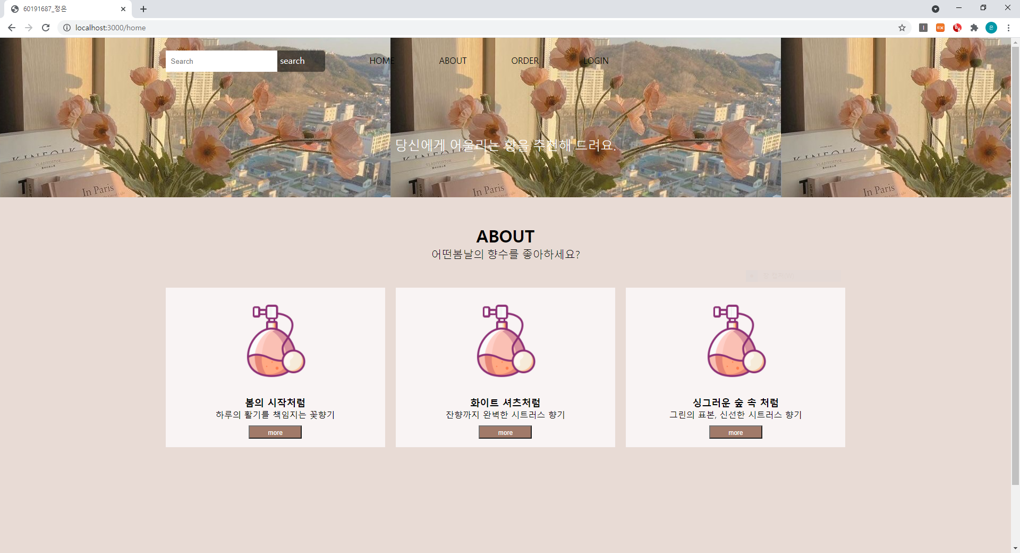 60191687_정은
localhost:3000/home
Search
search
HOME
ABOUT
ORDER
LOGIN
당신에게 어울리는 향을 추천해 드려요.
KINFOLK
In Paris
KINFOLK
In Paris
KINFOLK
In Paris
ABOUT
어떤봄날의 향수를 좋아하세요?
봄의 시작처럼
하루의 활기를 책임지는 꽃향기
more
화이트 셔츠처럼
잔향까지 완벽한 시트러스 향기
more
싱그러운 숲 속 처럼
그린의 표본, 신선한 시트러스 향기
more